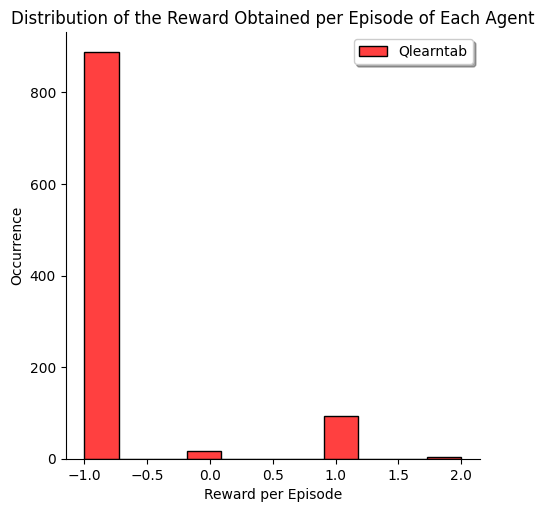 Distribution of the Reward Obtained per Episode of Each Agent
Qlearntab
Occurrence
800
600
400
200
0
−1.0 −0.5 0.0 0.5 1.0 1.5 2.0
Reward per Episode